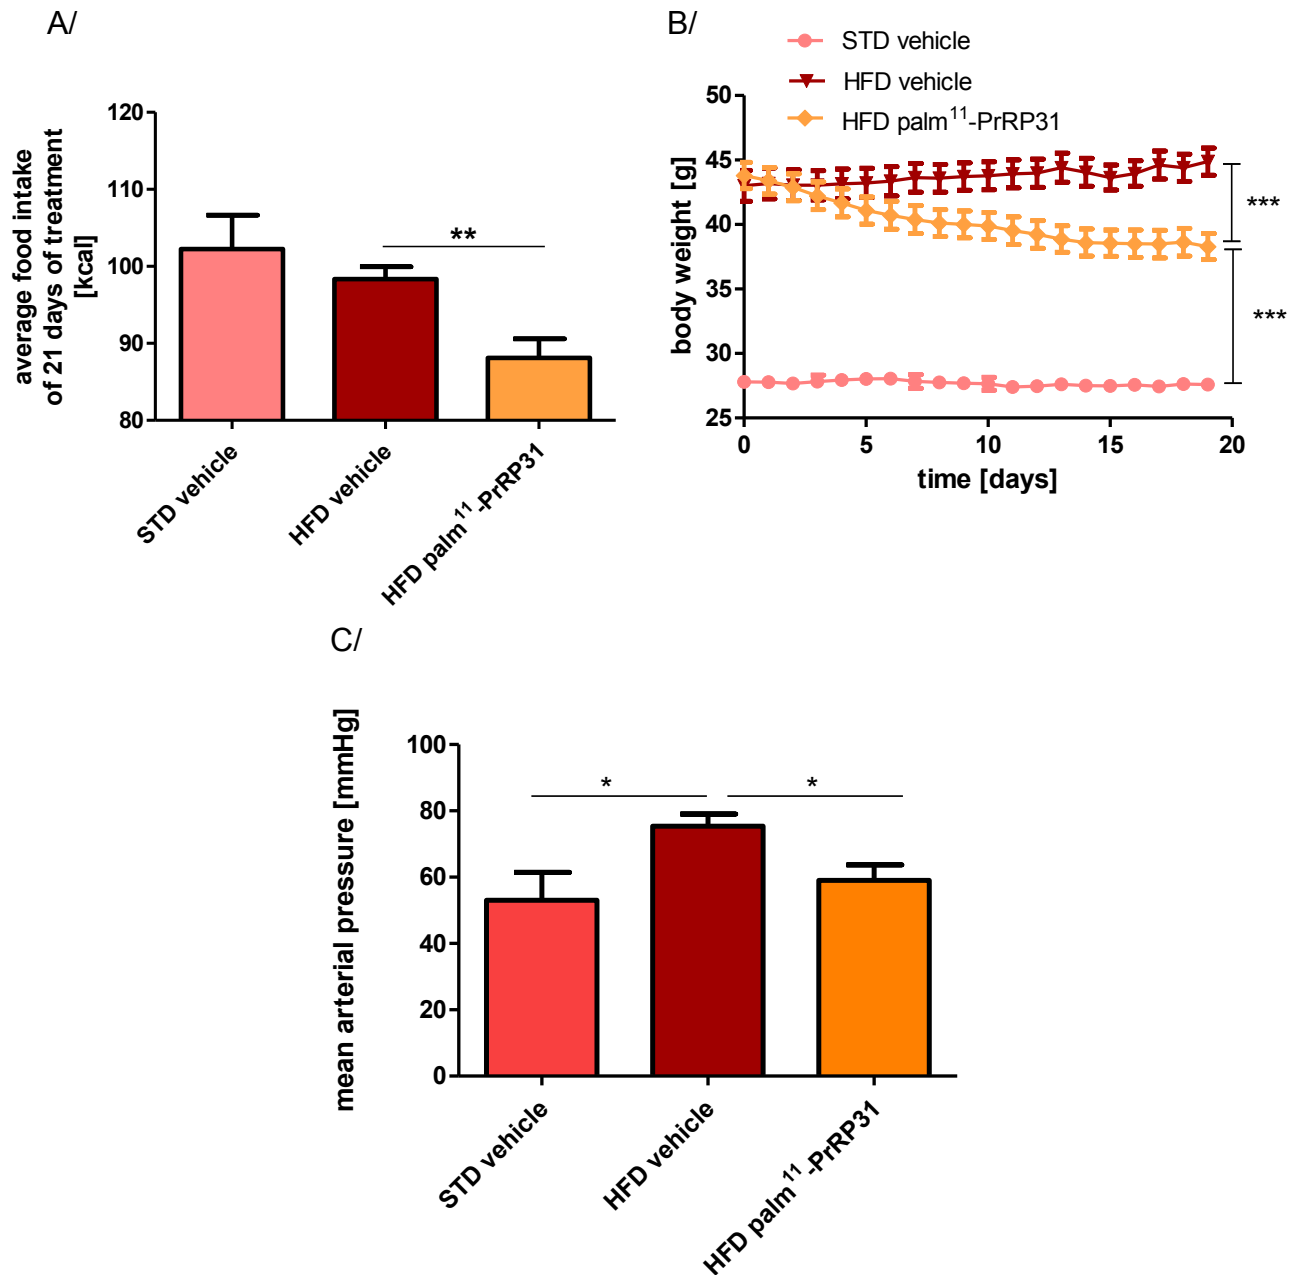 A/
average food intake
of 21 days of treatment
[kcal]
120
110
100
90
80
**
STD vehicle
HFD vehicle
HFD palm¹¹-PrRP31
B/
STD vehicle
HFD vehicle
HFD palm¹¹-PrRP31
body weight [g]
50
45
40
35
30
25
0
5
10
15
20
time [days]
***
***
C/
mean arterial pressure [mmHg]
100
80
60
40
20
0
*
*
STD vehicle
HFD vehicle
HFD palm¹¹-PrRP31